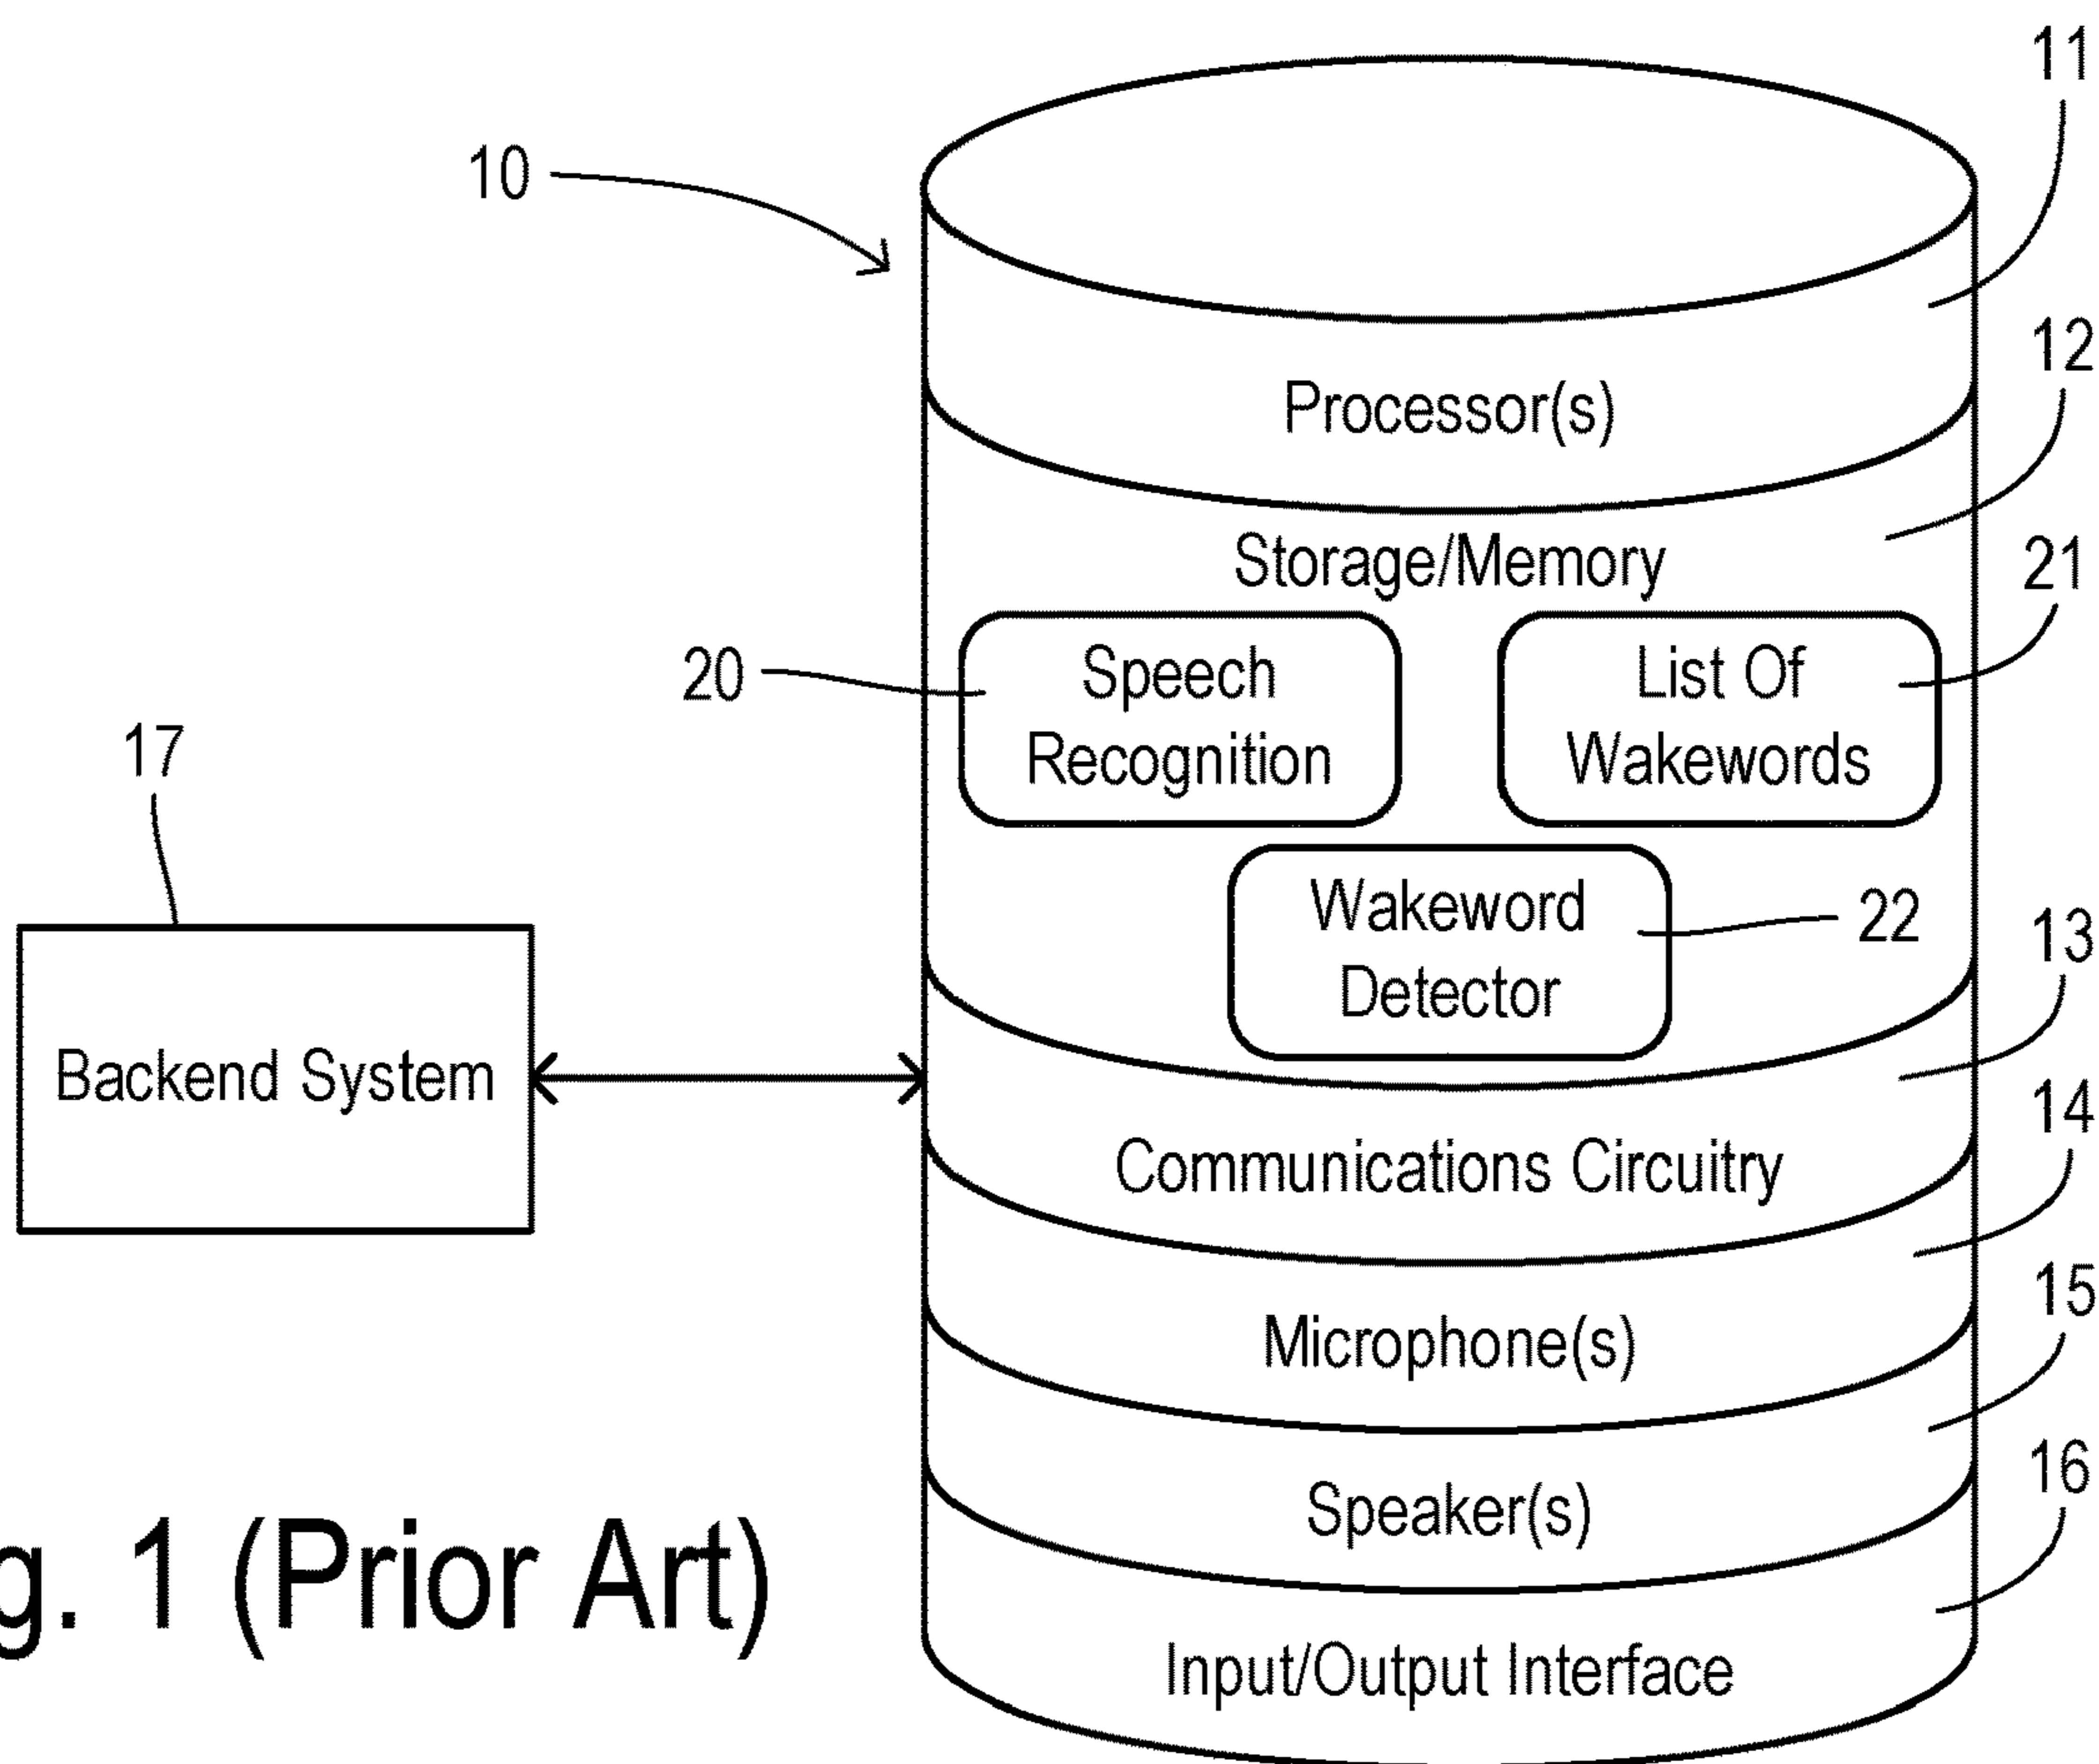 11
10
12
Processor(s)
Storage/Memory
21
20
Speech
Recognition
List Of
Wakewords
17
Wakeword
Detector
22
13
Backend System
14
Communications Circuitry
15
Microphone(s)
16
Speaker(s)
g. 1 (Prior Art)
Input/Output Interface